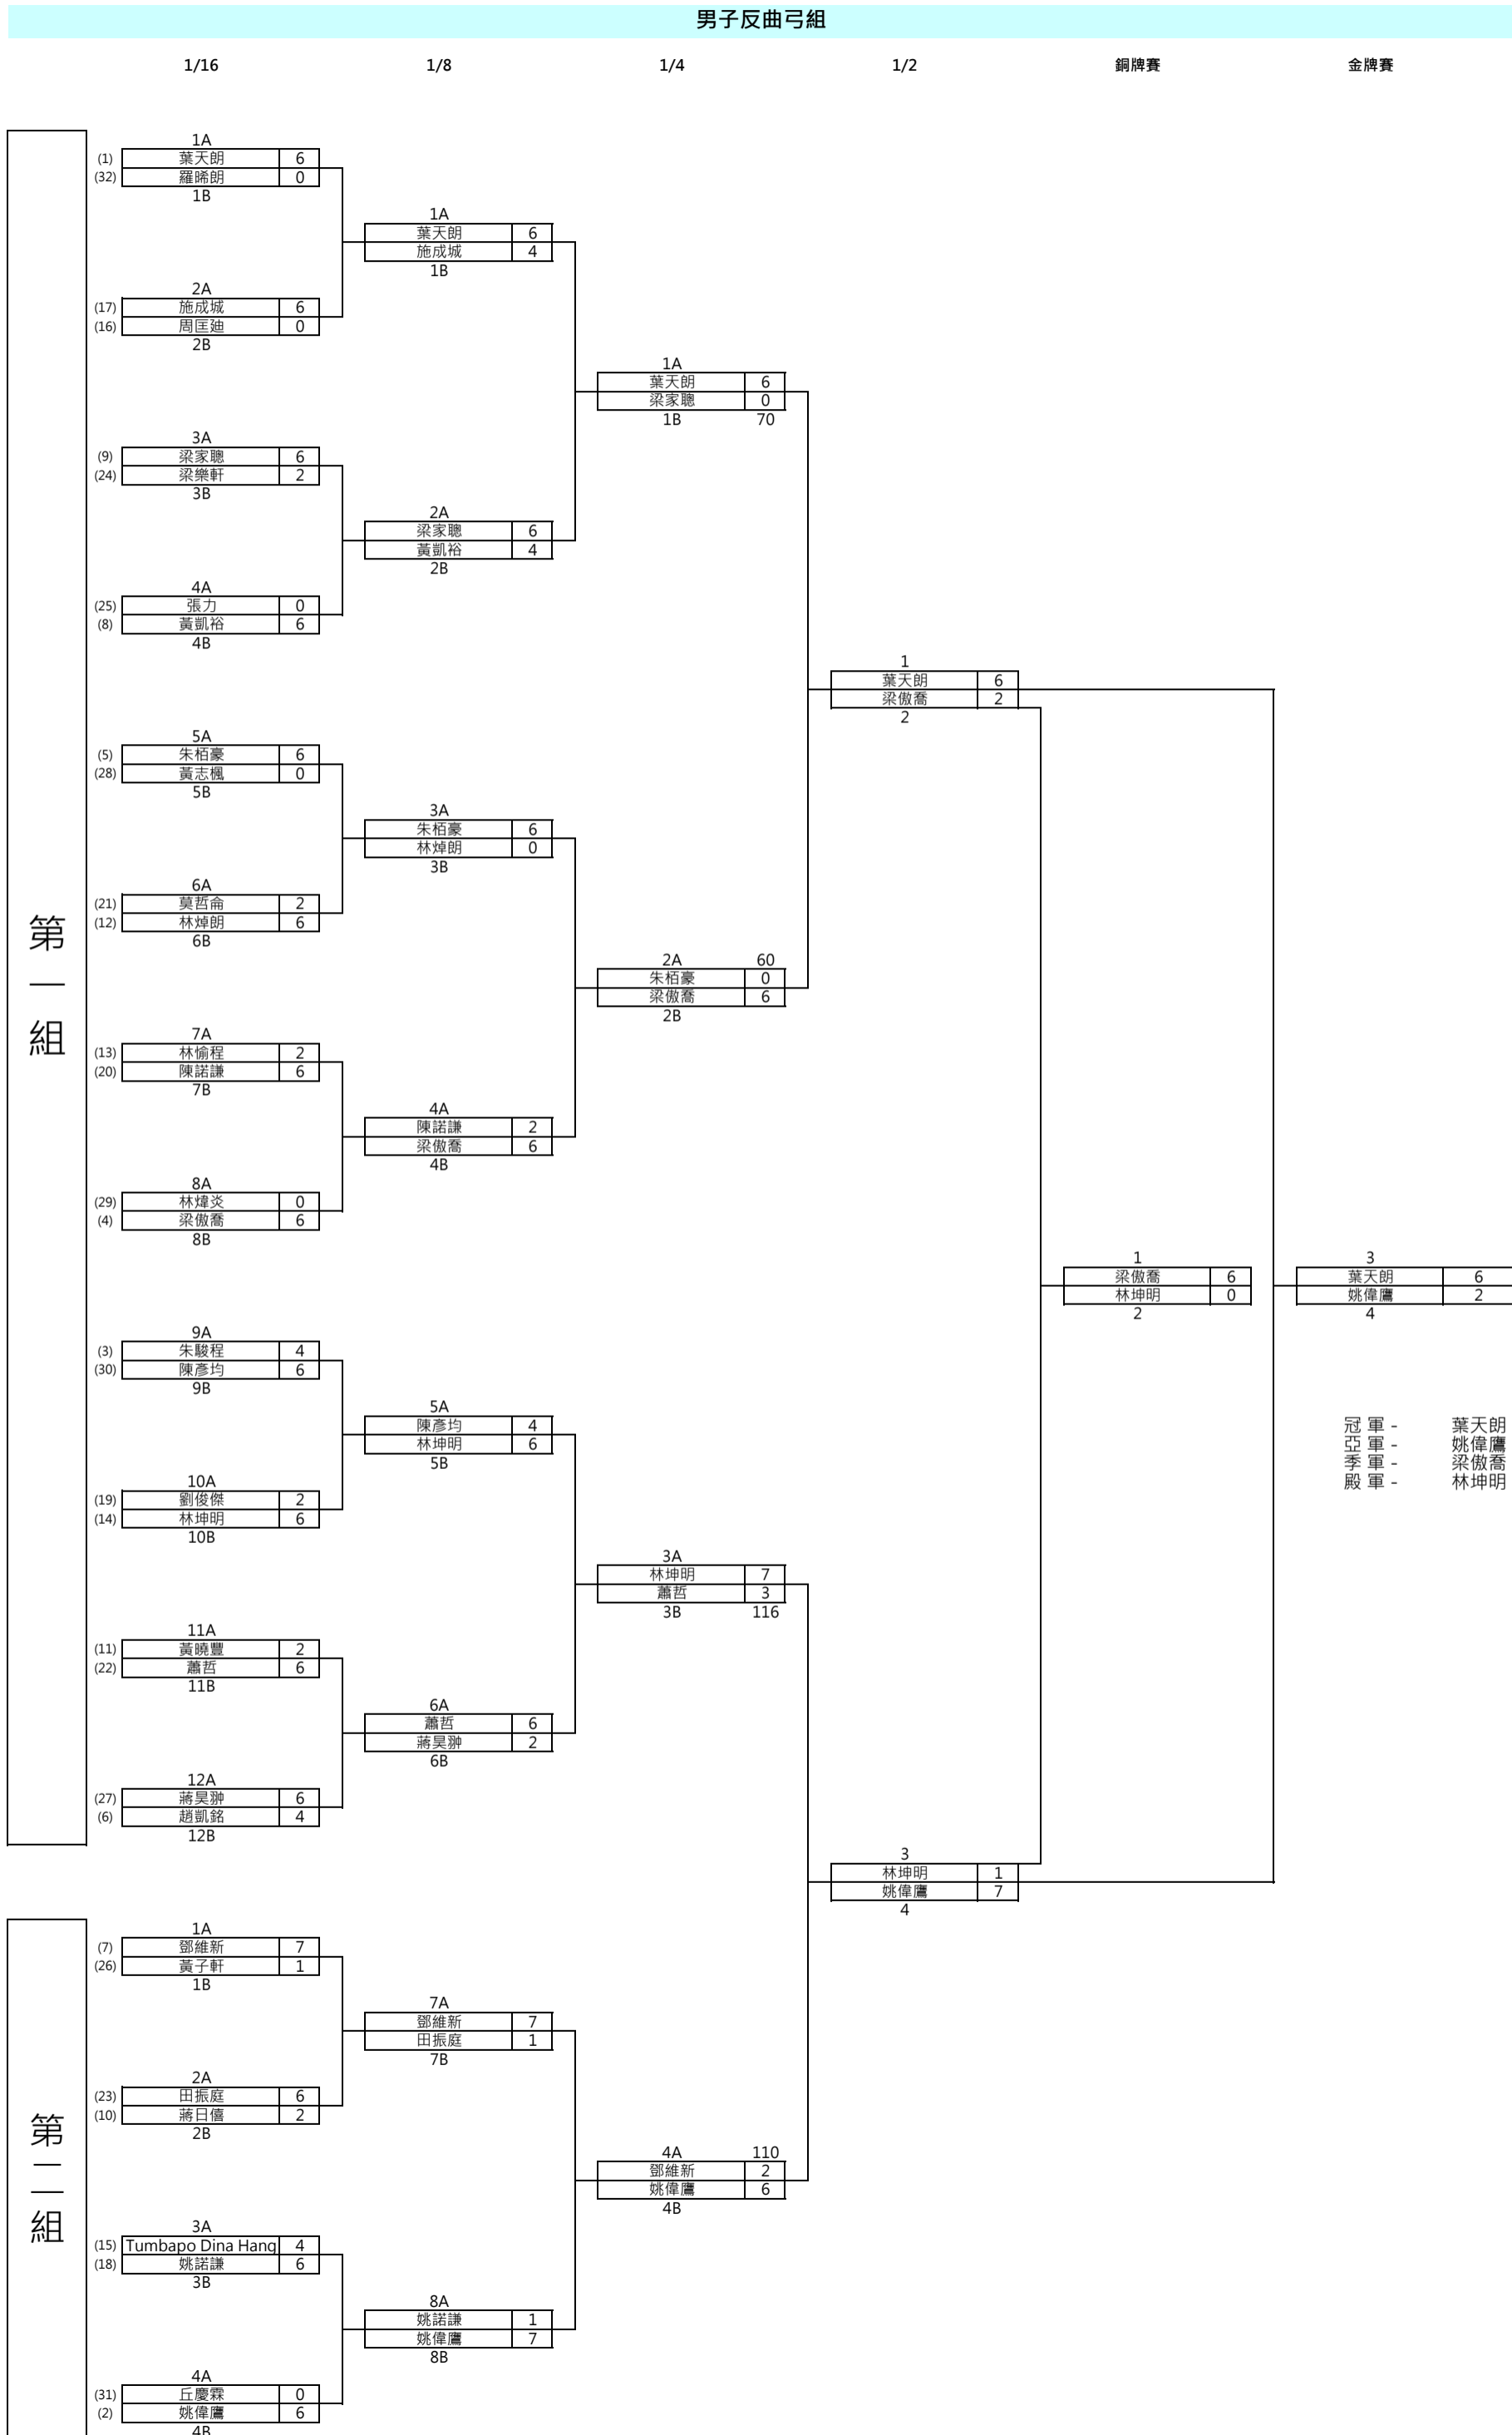 男子反曲弓組
1/16 1/8 1/4 1/2 銅牌賽 金牌賽
第一組
1A
(1) 葉天朗 6
(32) 羅晞朗 0
1B
2A
(17) 施成城 6
(16) 周匡廸 0
2B
3A
(9) 梁家聰 6
(24) 梁樂軒 2
3B
4A
(25) 張力 0
(8) 黃凱裕 6
4B
5A
(5) 朱栢豪 6
(28) 黃志楓 0
5B
6A
(21) 莫哲侖 2
(12) 林焯朗 6
6B
7A
(13) 林愉程 2
(20) 陳諾謙 6
7B
8A
(29) 林煒炎 0
(4) 梁傲喬 6
8B
9A
(3) 朱駿程 4
(30) 陳彥均 6
9B
10A
(19) 劉俊傑 2
(14) 林坤明 6
10B
11A
(11) 黃曉豐 2
(22) 蕭哲 6
11B
12A
(27) 蔣昊翀 6
(6) 趙凱銘 4
12B
第二組
1A
(7) 鄧維新 7
(26) 黃子軒 1
1B
2A
(23) 田振庭 6
(10) 蔣日僖 2
2B
3A
(15) Tumbapo Dina Hang 4
(18) 姚諾謙 6
3B
4A
(31) 丘慶霖 0
(2) 姚偉鷹 6
4B
1A
葉天朗 6
施成城 4
1B
2A
梁家聰 6
黃凱裕 4
2B
3A
朱栢豪 6
林焯朗 0
3B
4A
陳諾謙 2
梁傲喬 6
4B
5A
陳彥均 4
林坤明 6
5B
6A
蕭哲 6
蔣昊翀 2
6B
7A
鄧維新 7
田振庭 1
7B
8A
姚諾謙 1
姚偉鷹 7
8B
1A
葉天朗 6
梁家聰 0
1B 70
2A 60
朱栢豪 0
梁傲喬 6
2B
3A
林坤明 7
蕭哲 3
3B 116
4A 110
鄧維新 2
姚偉鷹 6
4B
1
葉天朗 6
梁傲喬 2
2
3
林坤明 1
姚偉鷹 7
4
1
梁傲喬 6
林坤明 0
2
3
葉天朗 6
姚偉鷹 2
4
冠 軍 - 葉天朗
亞 軍 - 姚偉鷹
季 軍 - 梁傲喬
殿 軍 - 林坤明